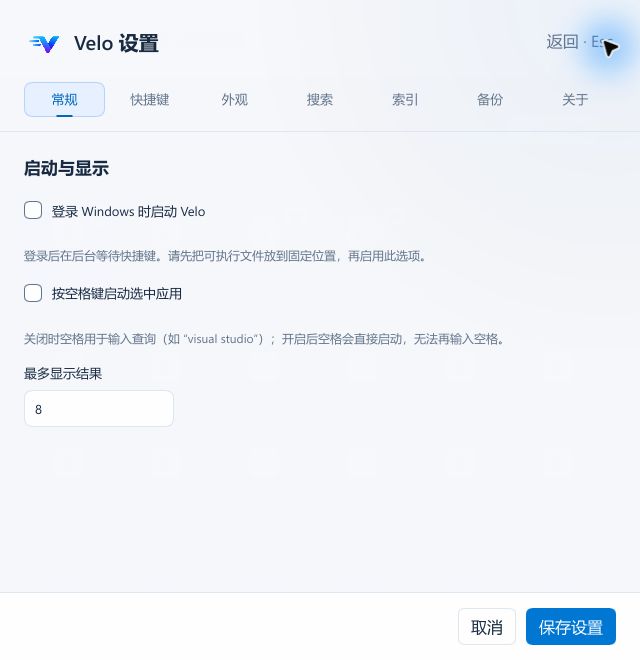 Velo 设置
返回 · Esc
常规
快捷键
外观
搜索
索引
备份
关于
启动与显示
登录 Windows 时启动 Velo
登录后在后台等待快捷键。请先把可执行文件放到固定位置，再启用此选项。
按空格键启动选中应用
关闭时空格用于输入查询（如 “visual studio”）；开启后空格会直接启动，无法再输入空格。
最多显示结果
8
取消
保存设置